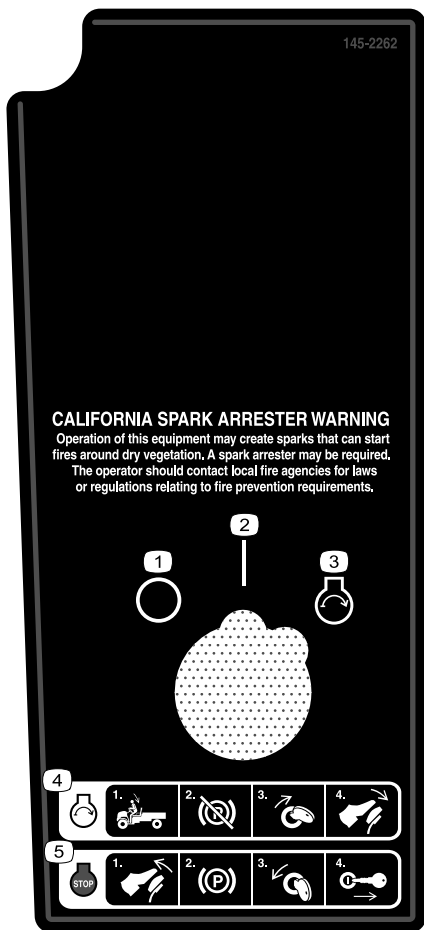 145-2262
CALIFORNIA SPARK ARRESTER WARNING
Operation of this equipment may create sparks that can start
fires around dry vegetation. A spark arrester may be required.
The operator should contact local fire agencies for laws
or regulations relating to fire prevention requirements.
2
1
3
4
1. 2. 3. 4.
(P)
5
STOP
1. 2. 3. 4.
(P)